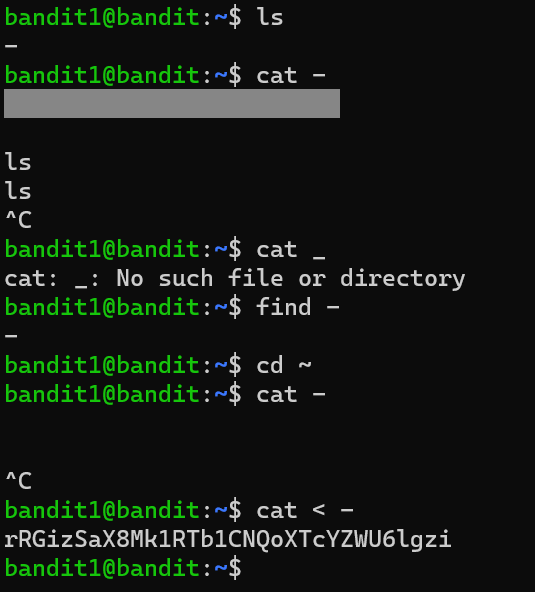 bandit1@bandit:~$ ls
-
bandit1@bandit:~$ cat -
ls
ls
^C
bandit1@bandit:~$ cat _
cat: _: No such file or directory
bandit1@bandit:~$ find -
-
bandit1@bandit:~$ cd ~
bandit1@bandit:~$ cat -
^C
bandit1@bandit:~$ cat < -
rRGizSaX8Mk1RTb1CNQoXTcYZWU6lgzi
bandit1@bandit:~$